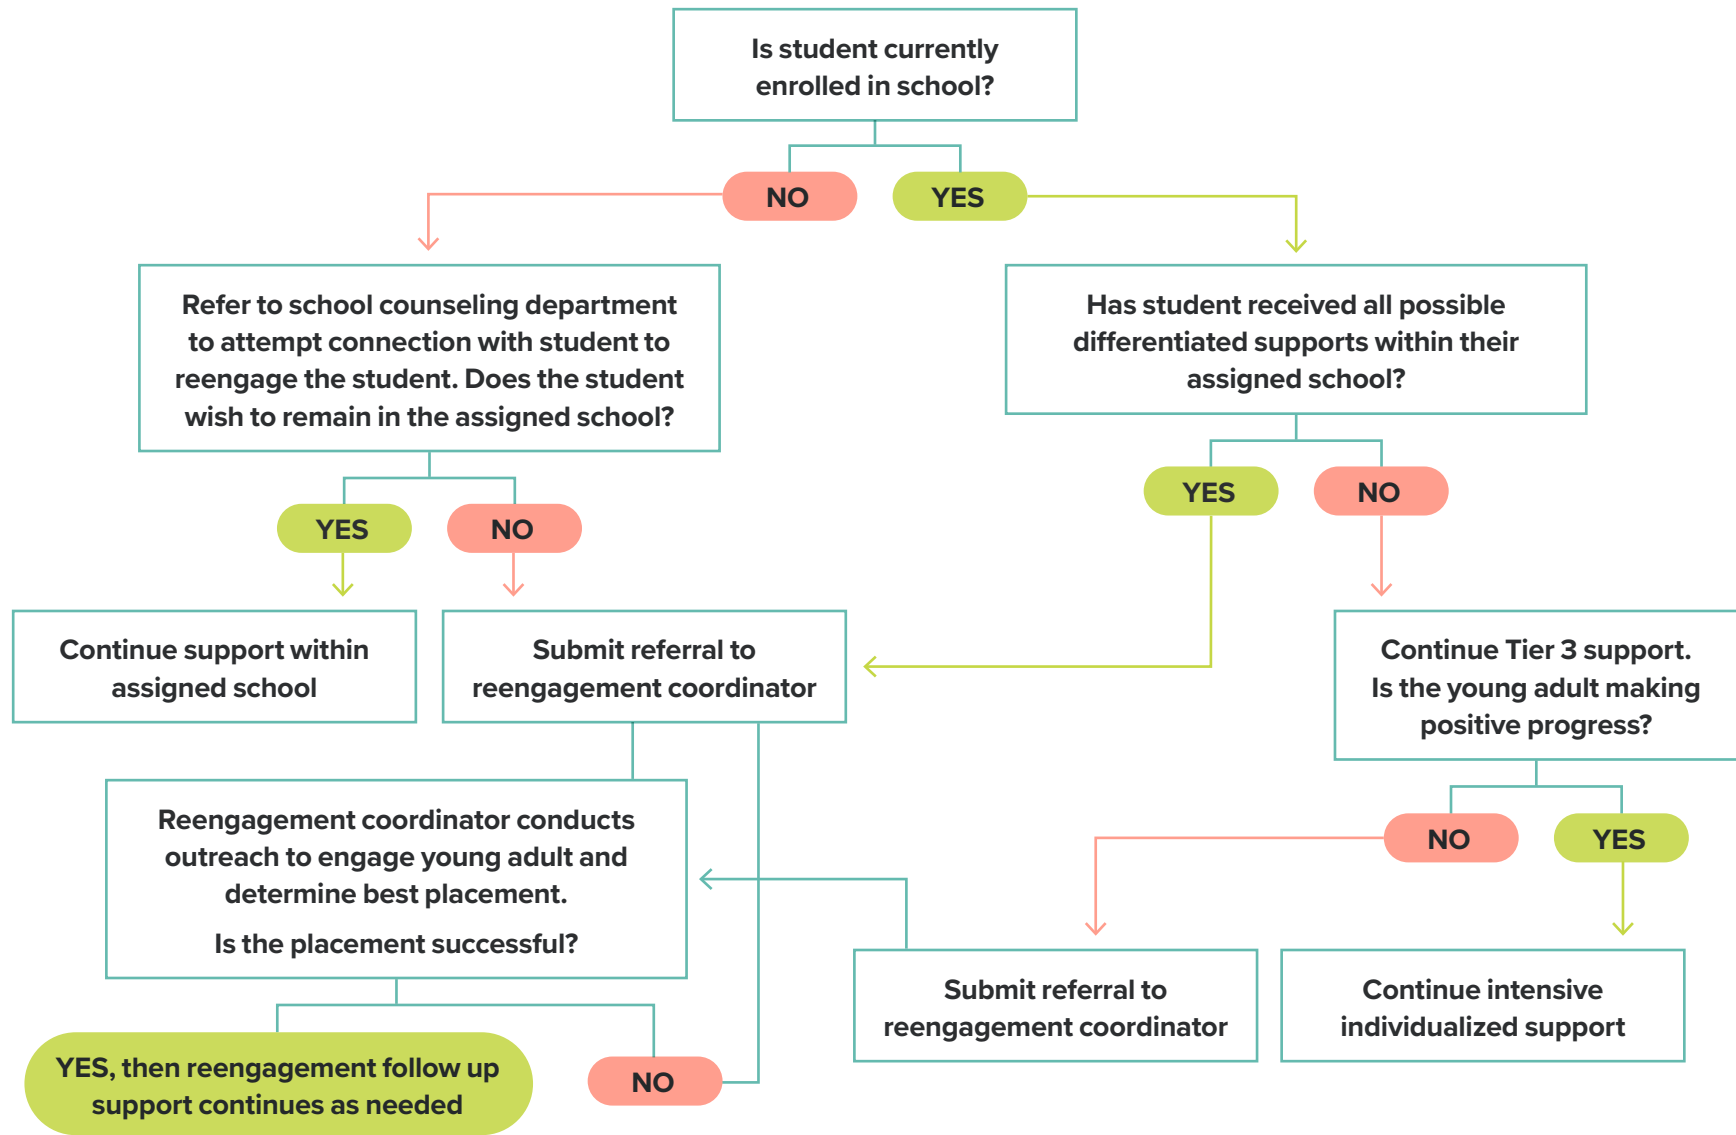 Is student currently
enrolled in school?
NO
YES
Refer to school counseling department
to attempt connection with student to
reengage the student. Does the student
wish to remain in the assigned school?
Has student received all possible
differentiated supports within their
assigned school?
YES
NO
YES
NO
Continue support within
assigned school
Submit referral to
reengagement coordinator
Continue Tier 3 support.
Is the young adult making
positive progress?
Reengagement coordinator conducts
outreach to engage young adult and
determine best placement.
Is the placement successful?
NO
YES
Submit referral to
reengagement coordinator
Continue intensive
individualized support
YES, then reengagement follow up
support continues as needed
NO